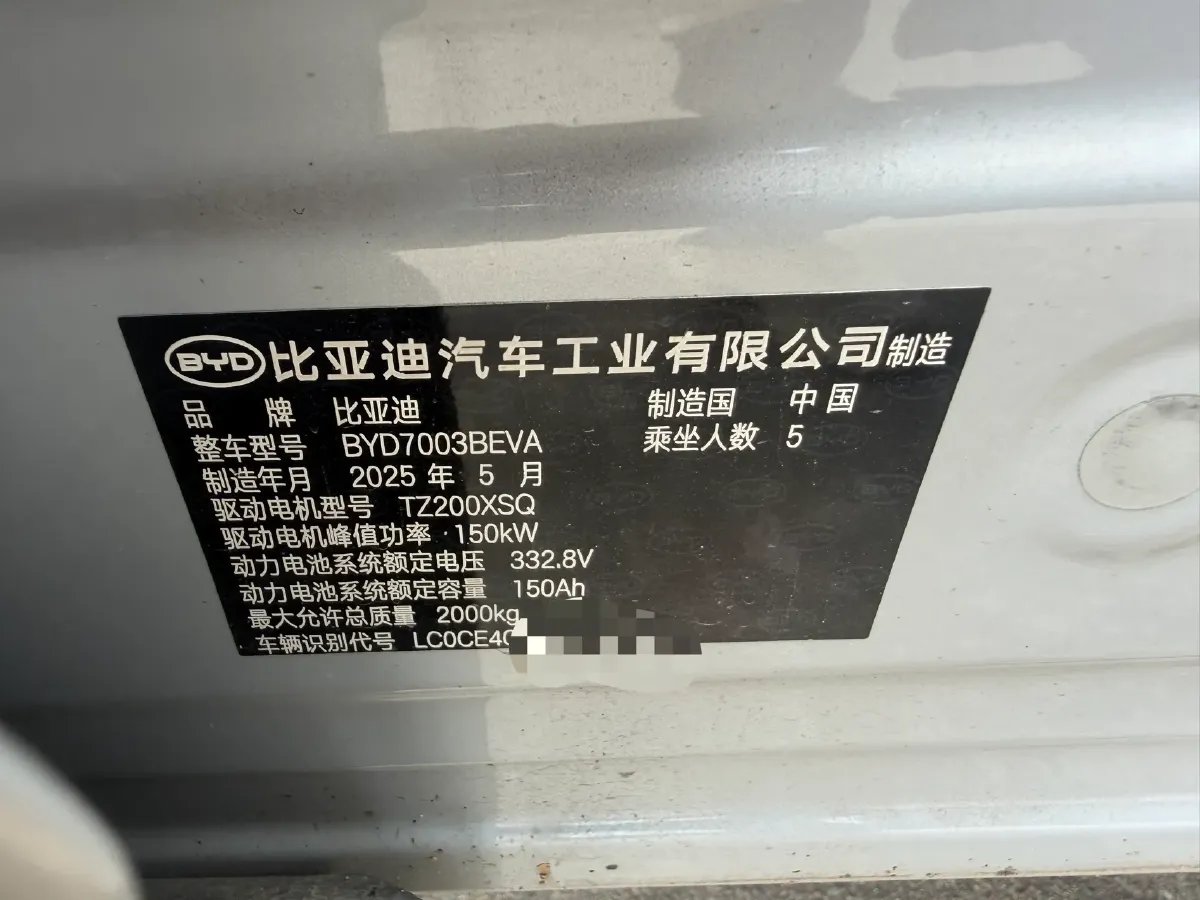 BYD 比亚迪汽车工业有限公司制造
品 牌 比亚迪 制造国 中国
整车型号 BYD7003BEVA 乘坐人数 5
制造年月 2025 年 5 月
驱动电机型号 TZ200XSQ
驱动电机峰值功率 150kW
动力电池系统额定电压 332.8V
动力电池系统额定容量 150Ah
最大允许总质量 2000kg
车辆识别代号 LC0CE4